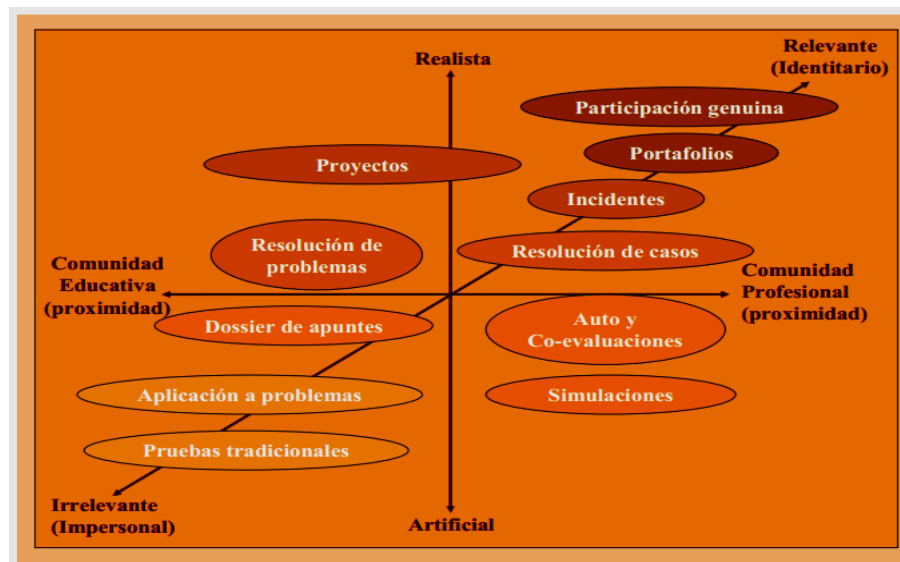 Realista
Relevante
(Identitario)
Participación genuina
Proyectos
Portafolios
Incidentes
Resolución de
problemas
Resolución de casos
Comunidad
Educativa
(proximidad)
Comunidad
Profesional
(proximidad)
Dossier de apuntes
Auto y
Co-evaluaciones
Aplicación a problemas
Simulaciones
Pruebas tradicionales
Irrelevante
(Impersonal)
Artificial